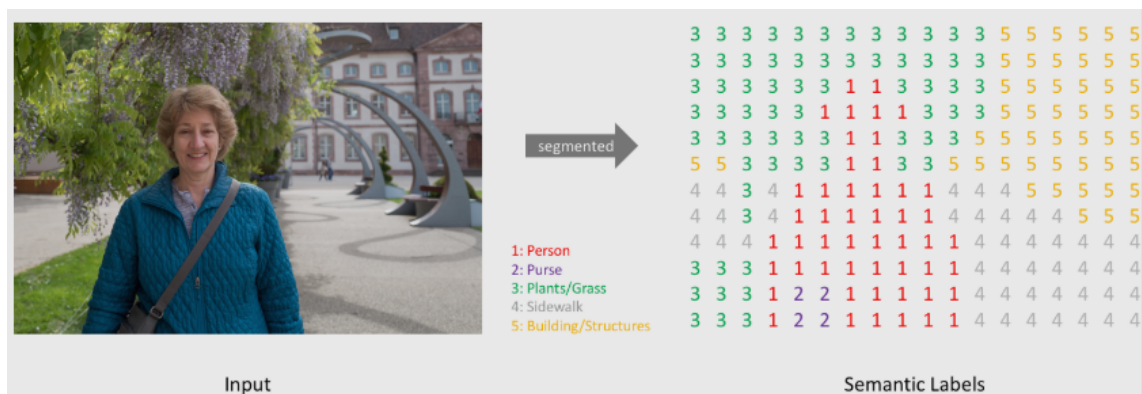 3 3 3 3 3 3 3 3 3 3 3 3 5 5 5 5 5 5
3 3 3 3 3 3 3 3 3 3 3 3 5 5 5 5 5 5
3 3 3 3 3 3 1 1 3 3 3 3 5 5 5 5 5 5
3 3 3 3 3 1 1 1 1 3 3 3 5 5 5 5 5 5
3 3 3 3 3 3 1 1 3 3 3 5 5 5 5 5 5 5
5 5 3 3 3 3 1 1 3 3 5 5 5 5 5 5 5 5
4 4 3 4 1 1 1 1 1 1 4 4 4 5 5 5 5 5
4 4 3 4 1 1 1 1 1 1 4 4 4 4 4 5 5 5
4 4 4 1 1 1 1 1 1 1 1 4 4 4 4 4 4 4
3 3 3 1 1 1 1 1 1 1 1 4 4 4 4 4 4 4
3 3 3 1 2 2 1 1 1 1 1 4 4 4 4 4 4 4
3 3 3 1 2 2 1 1 1 1 1 4 4 4 4 4 4 4
segmented
1: Person
2: Purse
3: Plants/Grass
4: Sidewalk
5: Building/Structures
Input
Semantic Labels